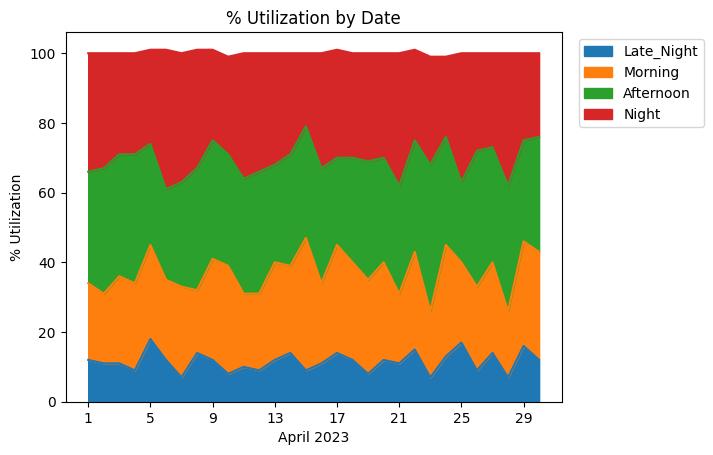 % Utilization by Date
Late_Night
Morning
Afternoon
Night
% Utilization
100
80
60
40
20
0
1 5 9 13 17 21 25 29
April 2023